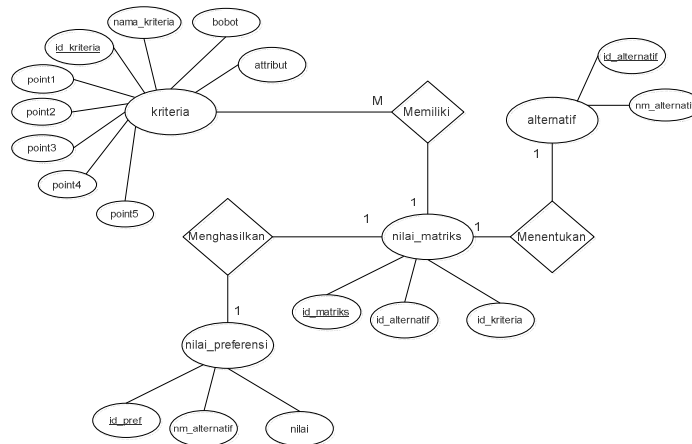 nama_kriteria
bobot
id_kriteria
attribut
id_alternatif
point1
M
Memiliki
nm_alternatif
point2
kriteria
alternatif
point3
1
point4
1
point5
Menghasilkan
1
nilai_matriks
1
Menentukan
1
id_matriks
id_alternatif
id_kriteria
nilai_preferensi
id_pref
nm_alternatif
nilai